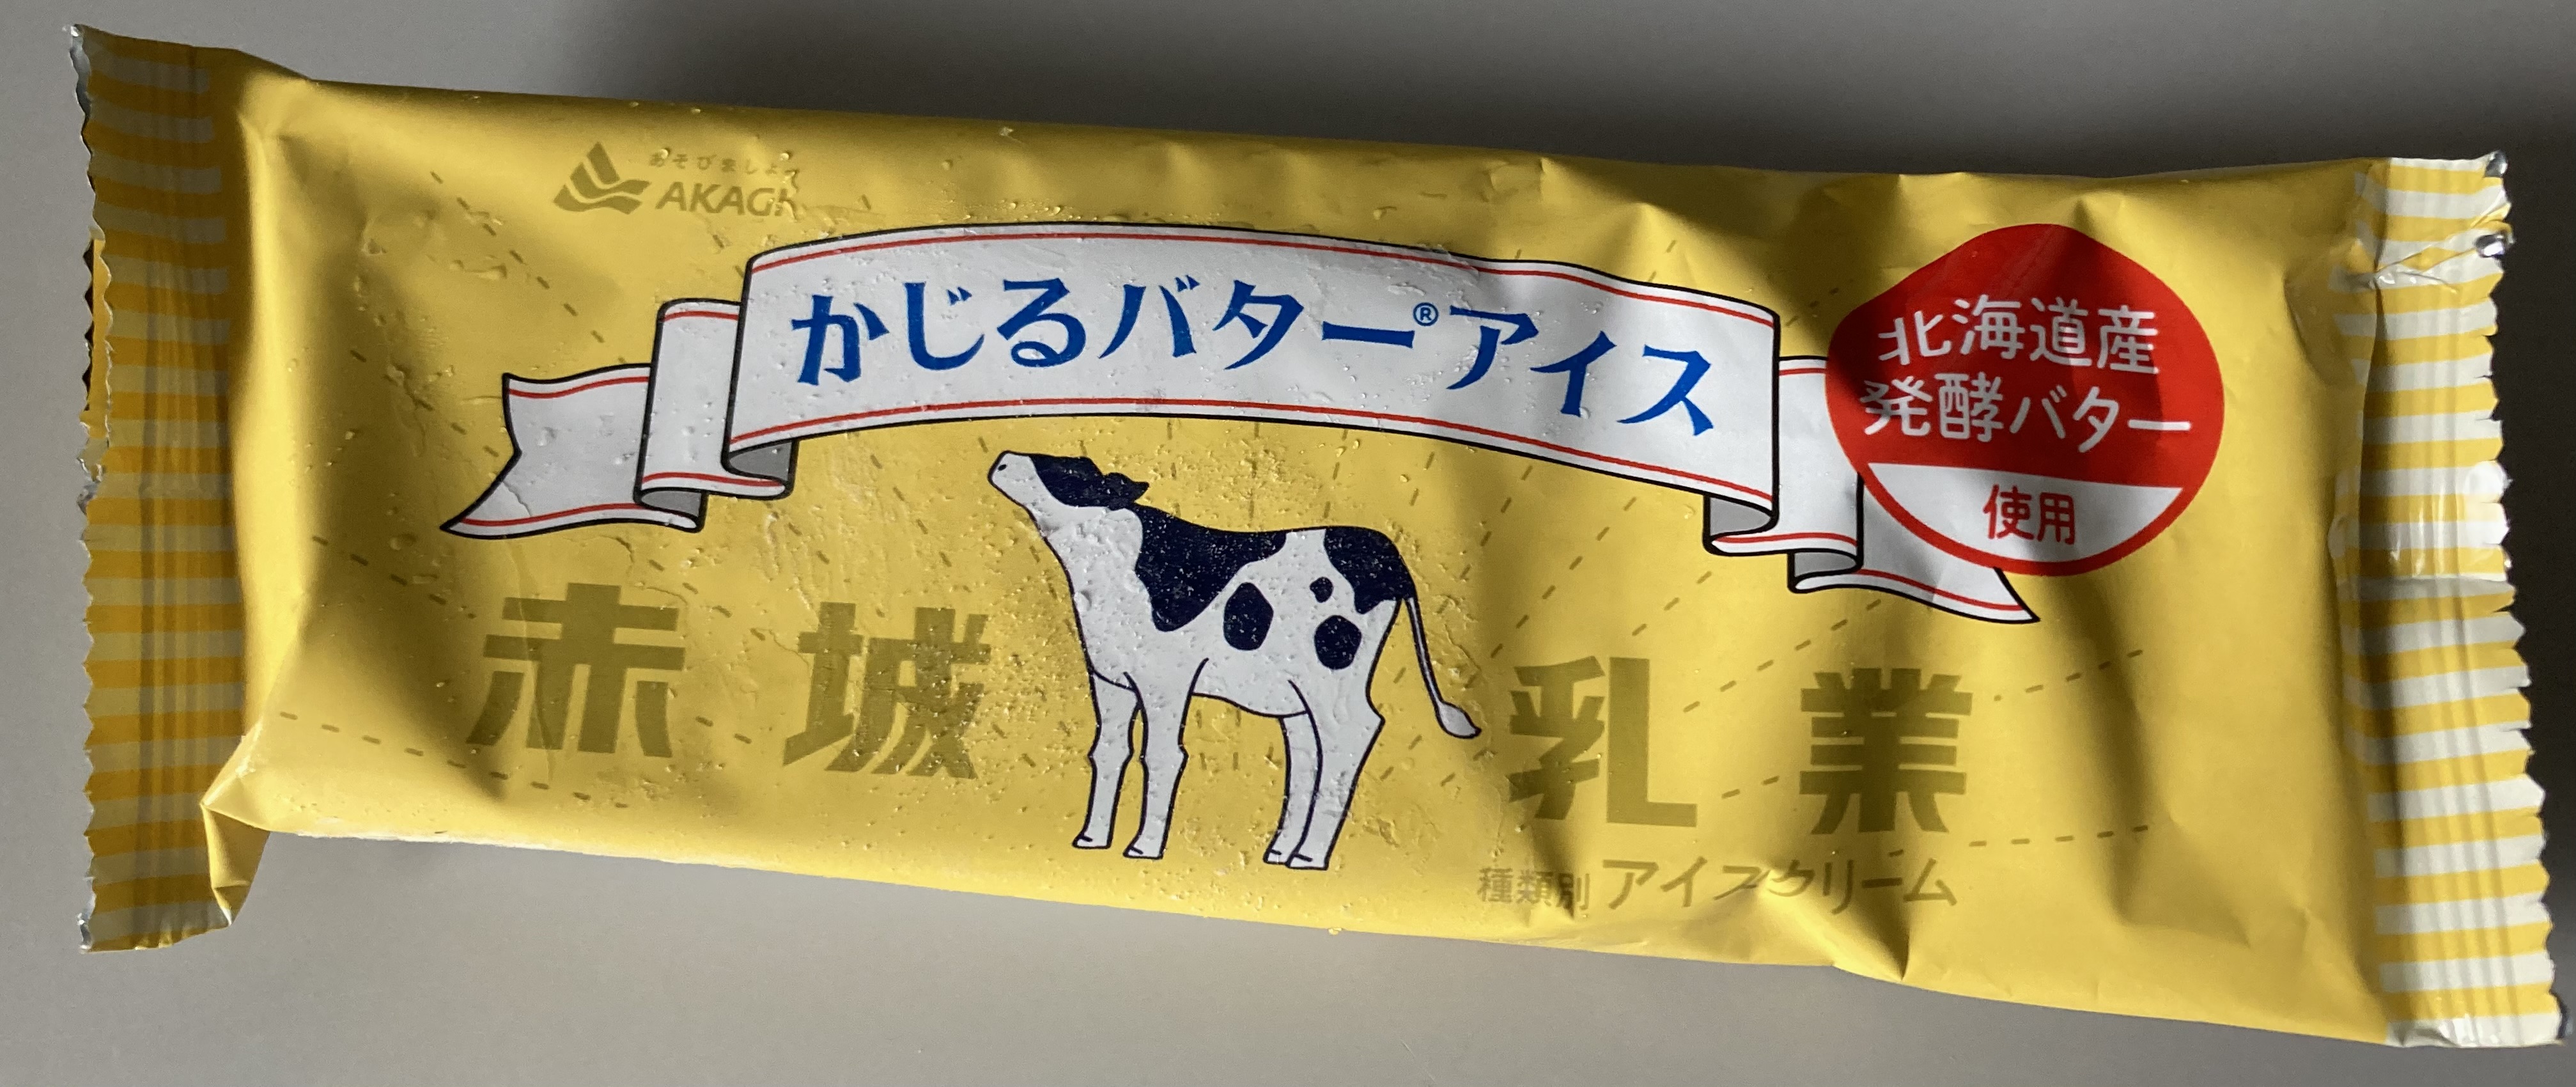 あそびましょ
AKAGI
かじるバター®アイス
北海道産
発酵バター
使用
赤城乳業
種類別 アイスクリーム